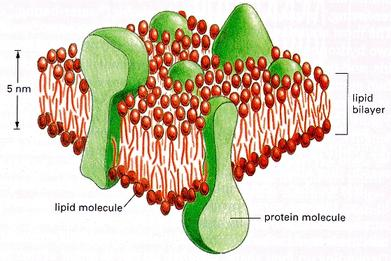 5 nm
lipid
bilayer
lipid molecule
protein molecule